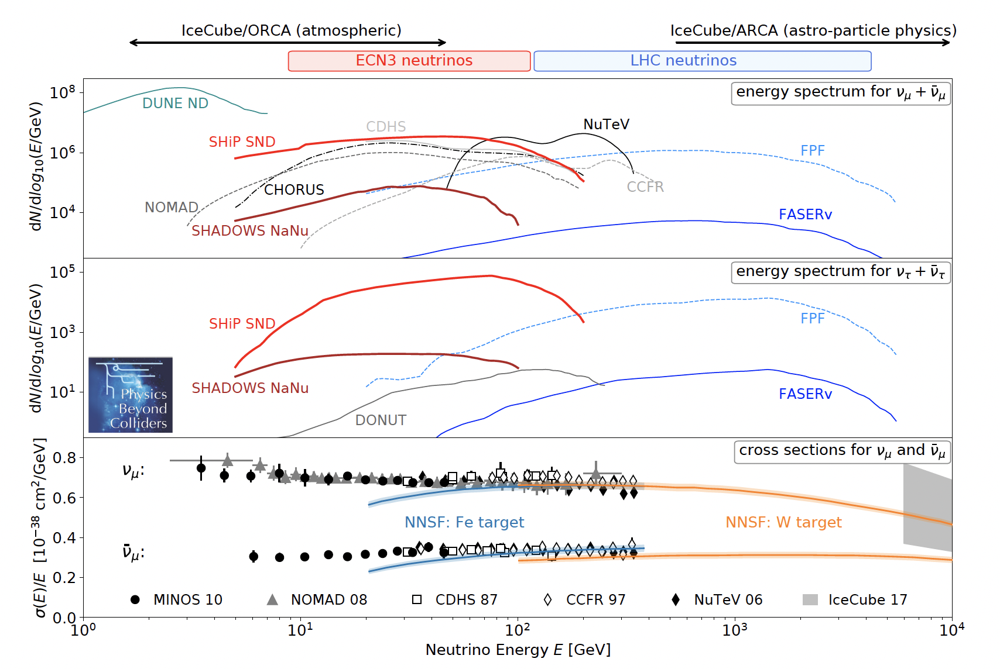 IceCube/ORCA (atmospheric)
IceCube/ARCA (astro-particle physics)
ECN3 neutrinos
LHC neutrinos
dN/dlog₁₀(E/GeV)
10⁸
10⁶
10⁴
energy spectrum for νμ + ν̄μ
DUNE ND
CDHS
NuTeV
SHiP SND
FPF
CHORUS
CCFR
NOMAD
FASERν
SHADOWS NaNu
dN/dlog₁₀(E/GeV)
10⁵
10³
10¹
energy spectrum for ντ + ν̄τ
SHiP SND
FPF
SHADOWS NaNu
FASERν
DONUT
Physics
Beyond
Colliders
σ(E)/E [10⁻³⁸ cm²/GeV]
0.8
0.6
0.4
0.2
0.0
cross sections for νμ and ν̄μ
νμ:
NNSF: Fe target
NNSF: W target
ν̄μ:
MINOS 10
NOMAD 08
CDHS 87
CCFR 97
NuTeV 06
IceCube 17
10⁰
10¹
10²
10³
10⁴
Neutrino Energy E [GeV]